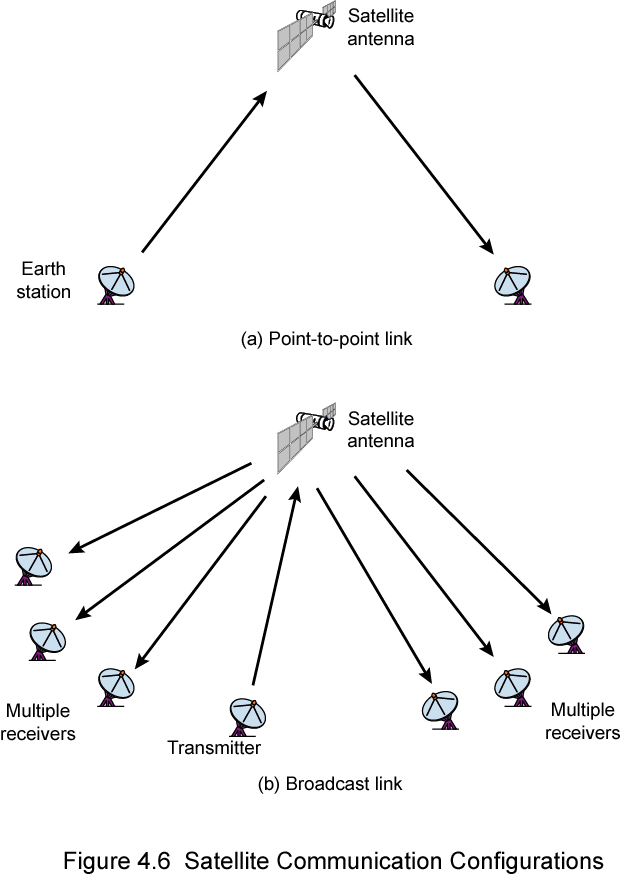 Satellite
antenna
Earth
station
(a) Point-to-point link
Satellite
antenna
Multiple
receivers
Transmitter
Multiple
receivers
(b) Broadcast link
Figure 4.6  Satellite Communication Configurations